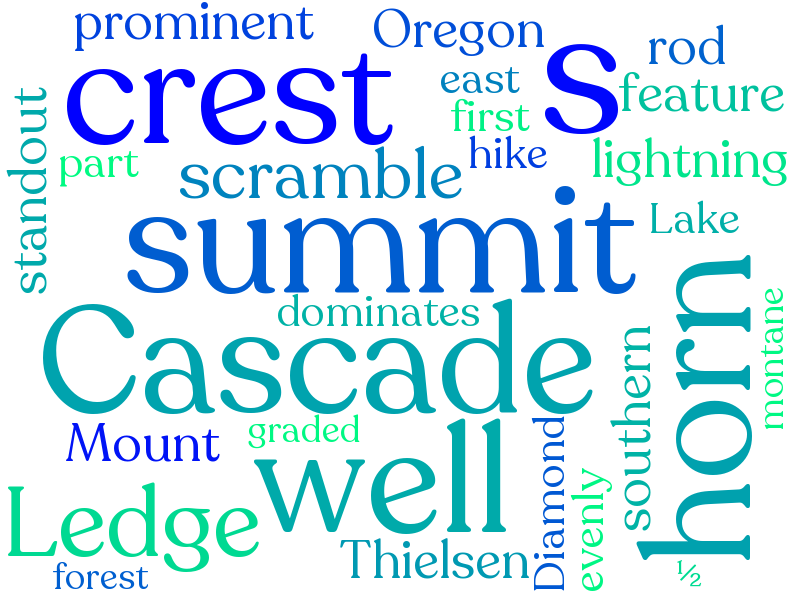 prominent
Oregon
rod
crest
s
east
feature
first
standout
part
scramble
hike
lightning
summit
Lake
dominates
Cascade
horn
montane
southern
Mount
graded
well
Diamond
evenly
Ledge
Thielsen
forest
½